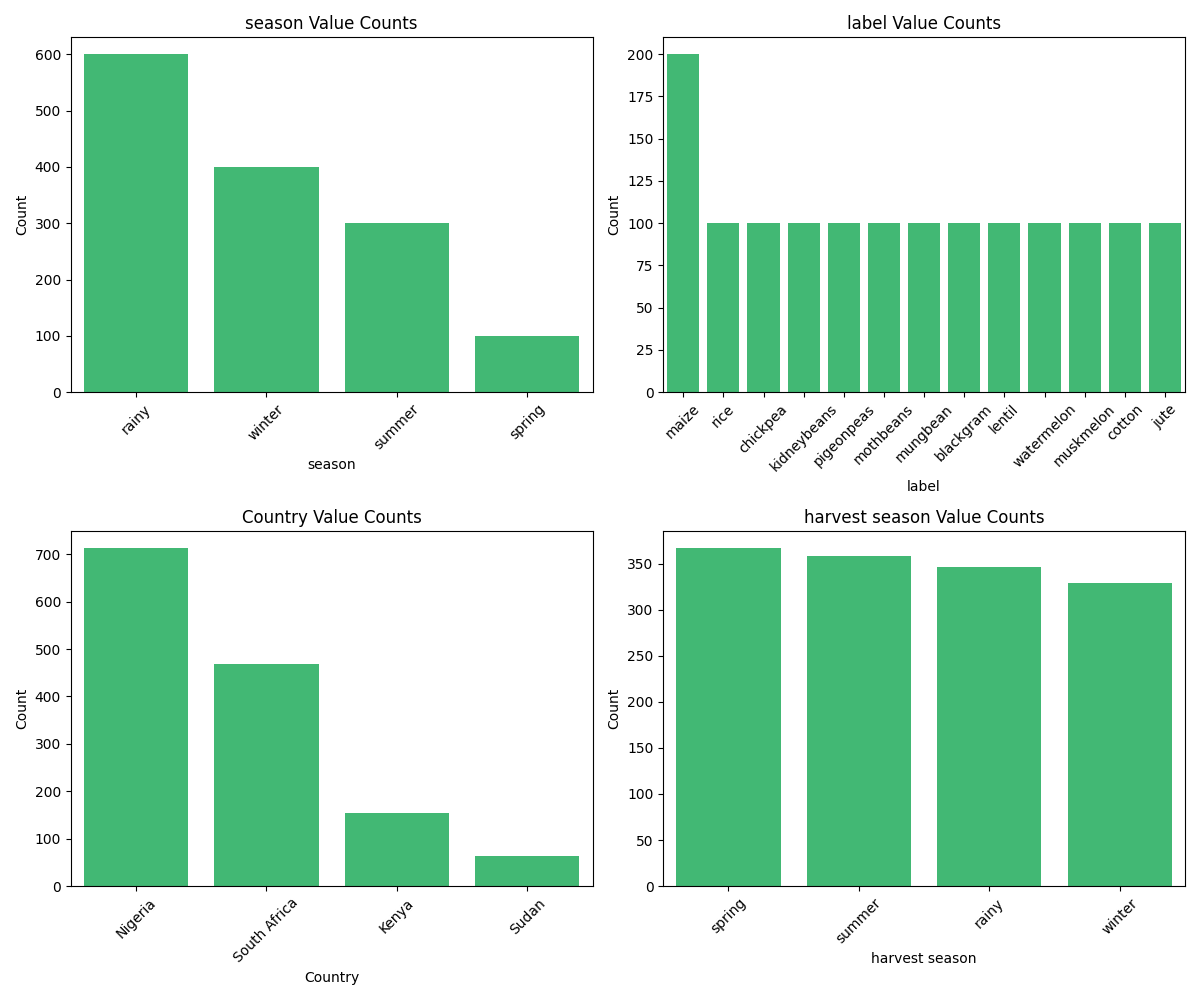 season Value Counts
Count
600
500
400
300
200
100
0
rainy
winter
summer
spring
season
label Value Counts
Count
200
175
150
125
100
75
50
25
0
maize
rice
chickpea
kidneybeans
pigeonpeas
mothbeans
mungbean
blackgram
lentil
watermelon
muskmelon
cotton
jute
label
Country Value Counts
Count
700
600
500
400
300
200
100
0
Nigeria
South Africa
Kenya
Sudan
Country
harvest season Value Counts
Count
350
300
250
200
150
100
50
0
spring
summer
rainy
winter
harvest season